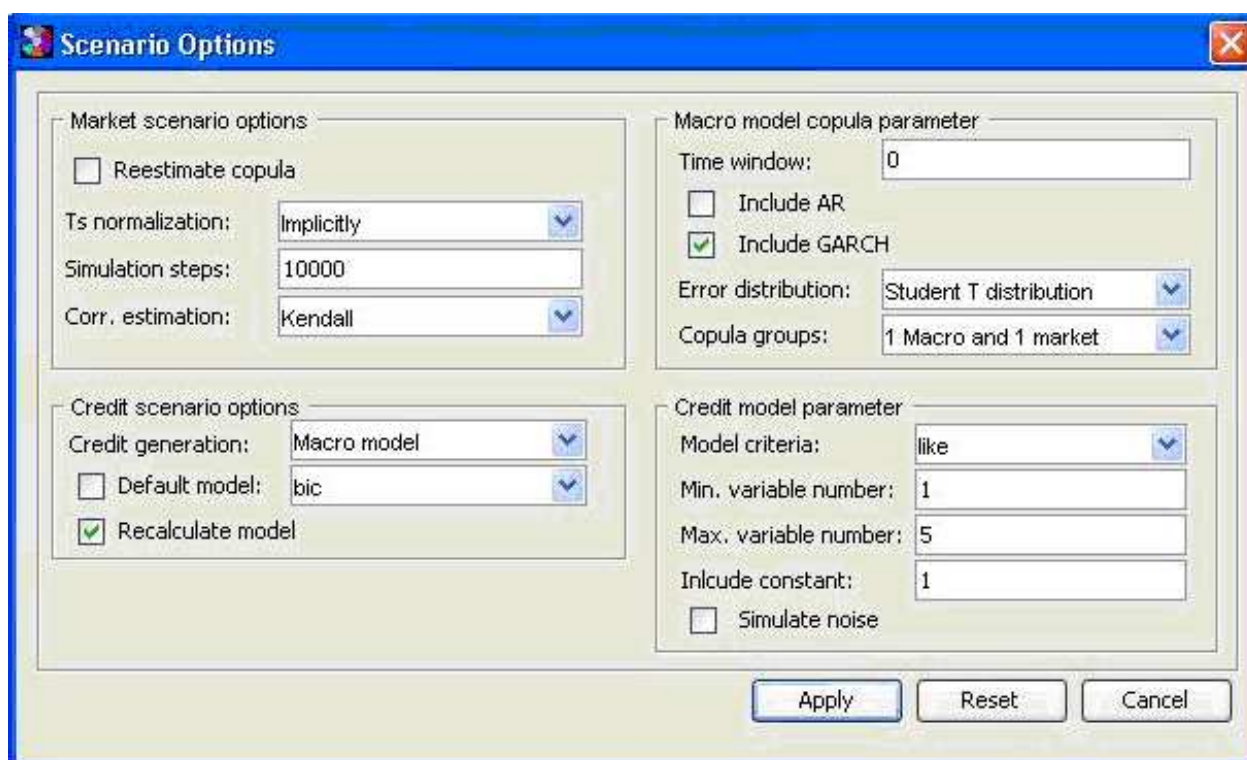 Scenario Options
Market scenario options
Reestimate copula
Ts normalization: Implicitly
Simulation steps: 10000
Corr. estimation: Kendall
Macro model copula parameter
Time window: 0
Include AR
Include GARCH
Error distribution: Student T distribution
Copula groups: 1 Macro and 1 market
Credit scenario options
Credit generation: Macro model
Default model: bic
Recalculate model
Credit model parameter
Model criteria: like
Min. variable number: 1
Max. variable number: 5
Inlcude constant: 1
Simulate noise
Apply Reset Cancel